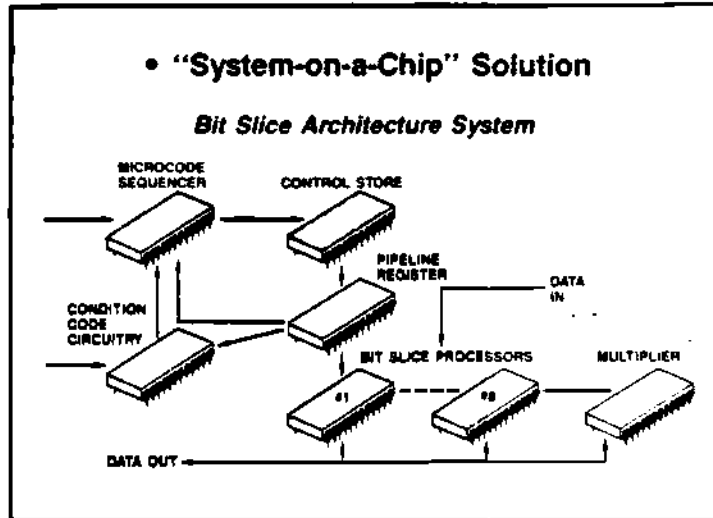 • "System-on-a-Chip" Solution
Bit Slice Architecture System
MICROCODE
SEQUENCER
CONTROL STORE
PIPELINE
REGISTER
DATA
IN
CONDITION
CODE
CIRCUITRY
BIT SLICE PROCESSORS
MULTIPLIER
#1
DATA OUT